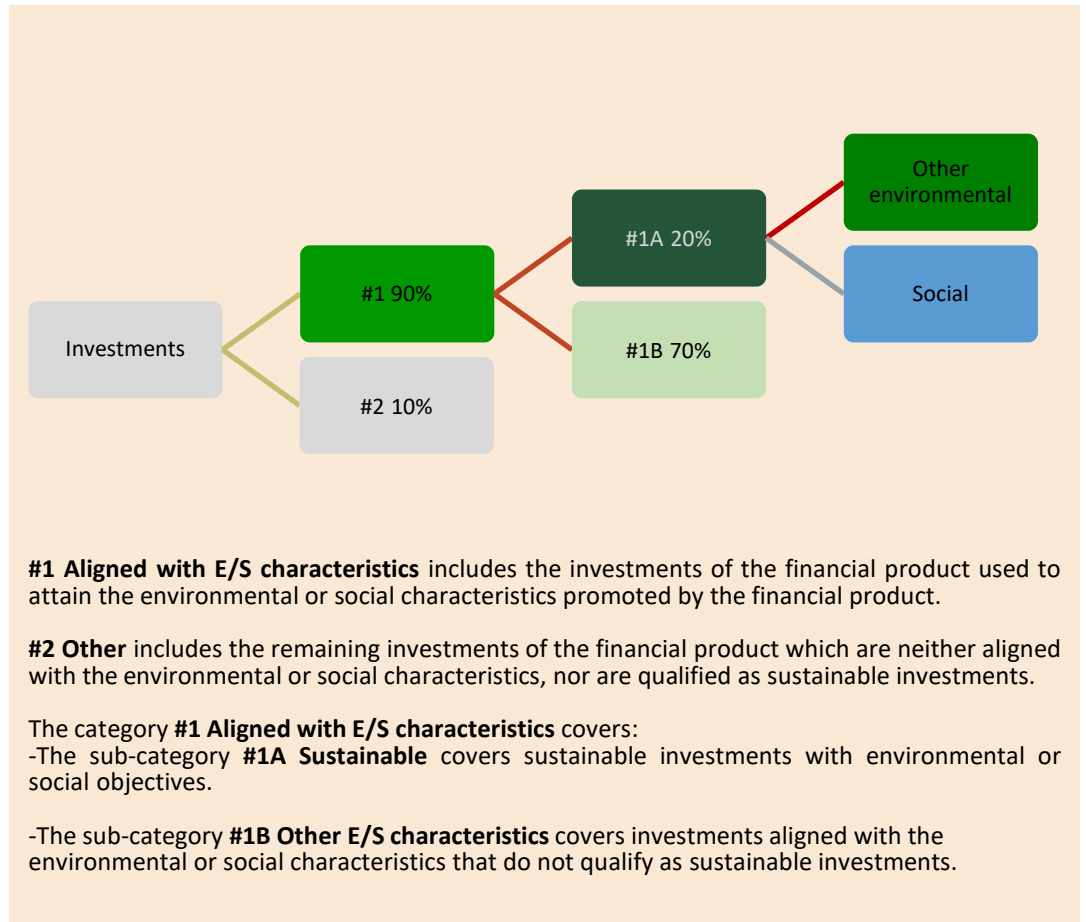 Other
environmental
#1A 20%
#1 90%
Social
Investments
#1B 70%
#2 10%
#1 Aligned with E/S characteristics includes the investments of the financial product used to
attain the environmental or social characteristics promoted by the financial product.
#2 Other includes the remaining investments of the financial product which are neither aligned
with the environmental or social characteristics, nor are qualified as sustainable investments.
The category #1 Aligned with E/S characteristics covers:
-The sub-category #1A Sustainable covers sustainable investments with environmental or
social objectives.
-The sub-category #1B Other E/S characteristics covers investments aligned with the
environmental or social characteristics that do not qualify as sustainable investments.